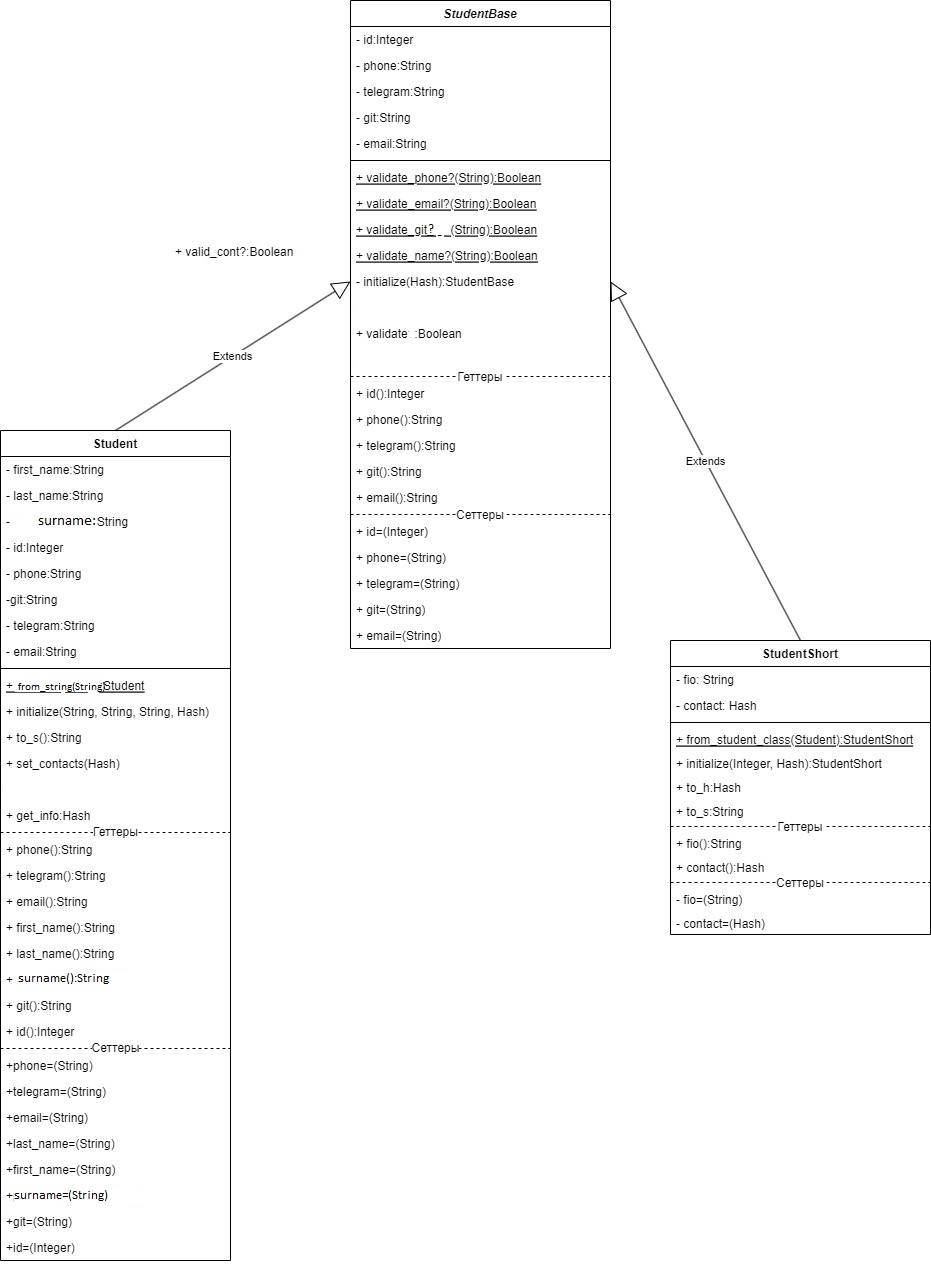 StudentBase
- id:Integer
- phone:String
- telegram:String
- git:String
- email:String
+ validate_phone?(String):Boolean
+ validate_email?(String):Boolean
+ validate_git? _ _(String):Boolean
+ validate_name?(String):Boolean
- initialize(Hash):StudentBase
+ validate :Boolean
Геттеры
+ id():Integer
+ phone():String
+ telegram():String
+ git():String
+ email():String
Сеттеры
+ id=(Integer)
+ phone=(String)
+ telegram=(String)
+ git=(String)
+ email=(String)
+ valid_cont?:Boolean
Extends
Extends
Student
- first_name:String
- last_name:String
- surname:String
- id:Integer
- phone:String
-git:String
- telegram:String
- email:String
+ from_string(String)Student
+ initialize(String, String, String, Hash)
+ to_s():String
+ set_contacts(Hash)
+ get_info:Hash
Геттеры
+ phone():String
+ telegram():String
+ email():String
+ first_name():String
+ last_name():String
+ surname():String
+ git():String
+ id():Integer
Сеттеры
+phone=(String)
+telegram=(String)
+email=(String)
+last_name=(String)
+first_name=(String)
+surname=(String)
+git=(String)
+id=(Integer)
StudentShort
- fio: String
- contact: Hash
+ from_student_class(Student):StudentShort
+ initialize(Integer, Hash):StudentShort
+ to_h:Hash
+ to_s:String
Геттеры
+ fio():String
+ contact():Hash
Сеттеры
- fio=(String)
- contact=(Hash)